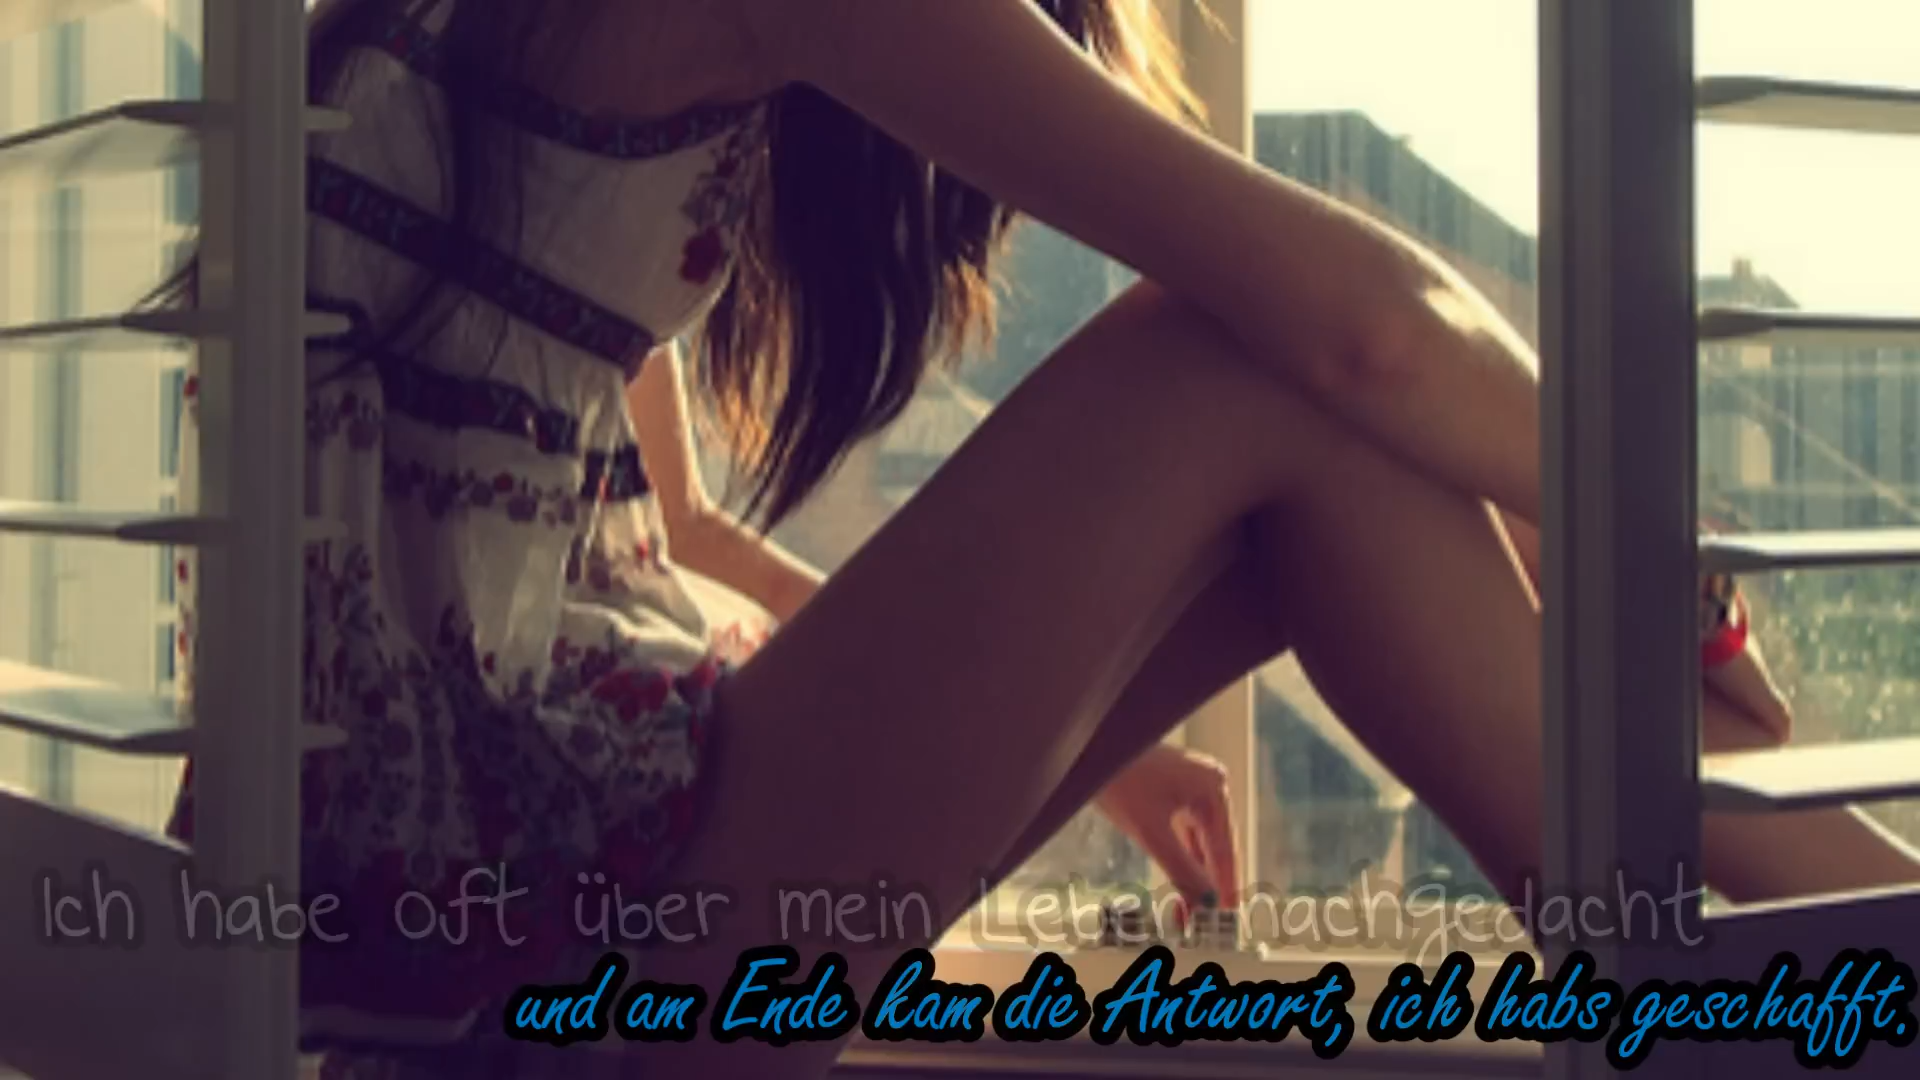 Ich habe oft über mein Leben nachgedacht
und am Ende kam die Antwort, ich habs geschafft.